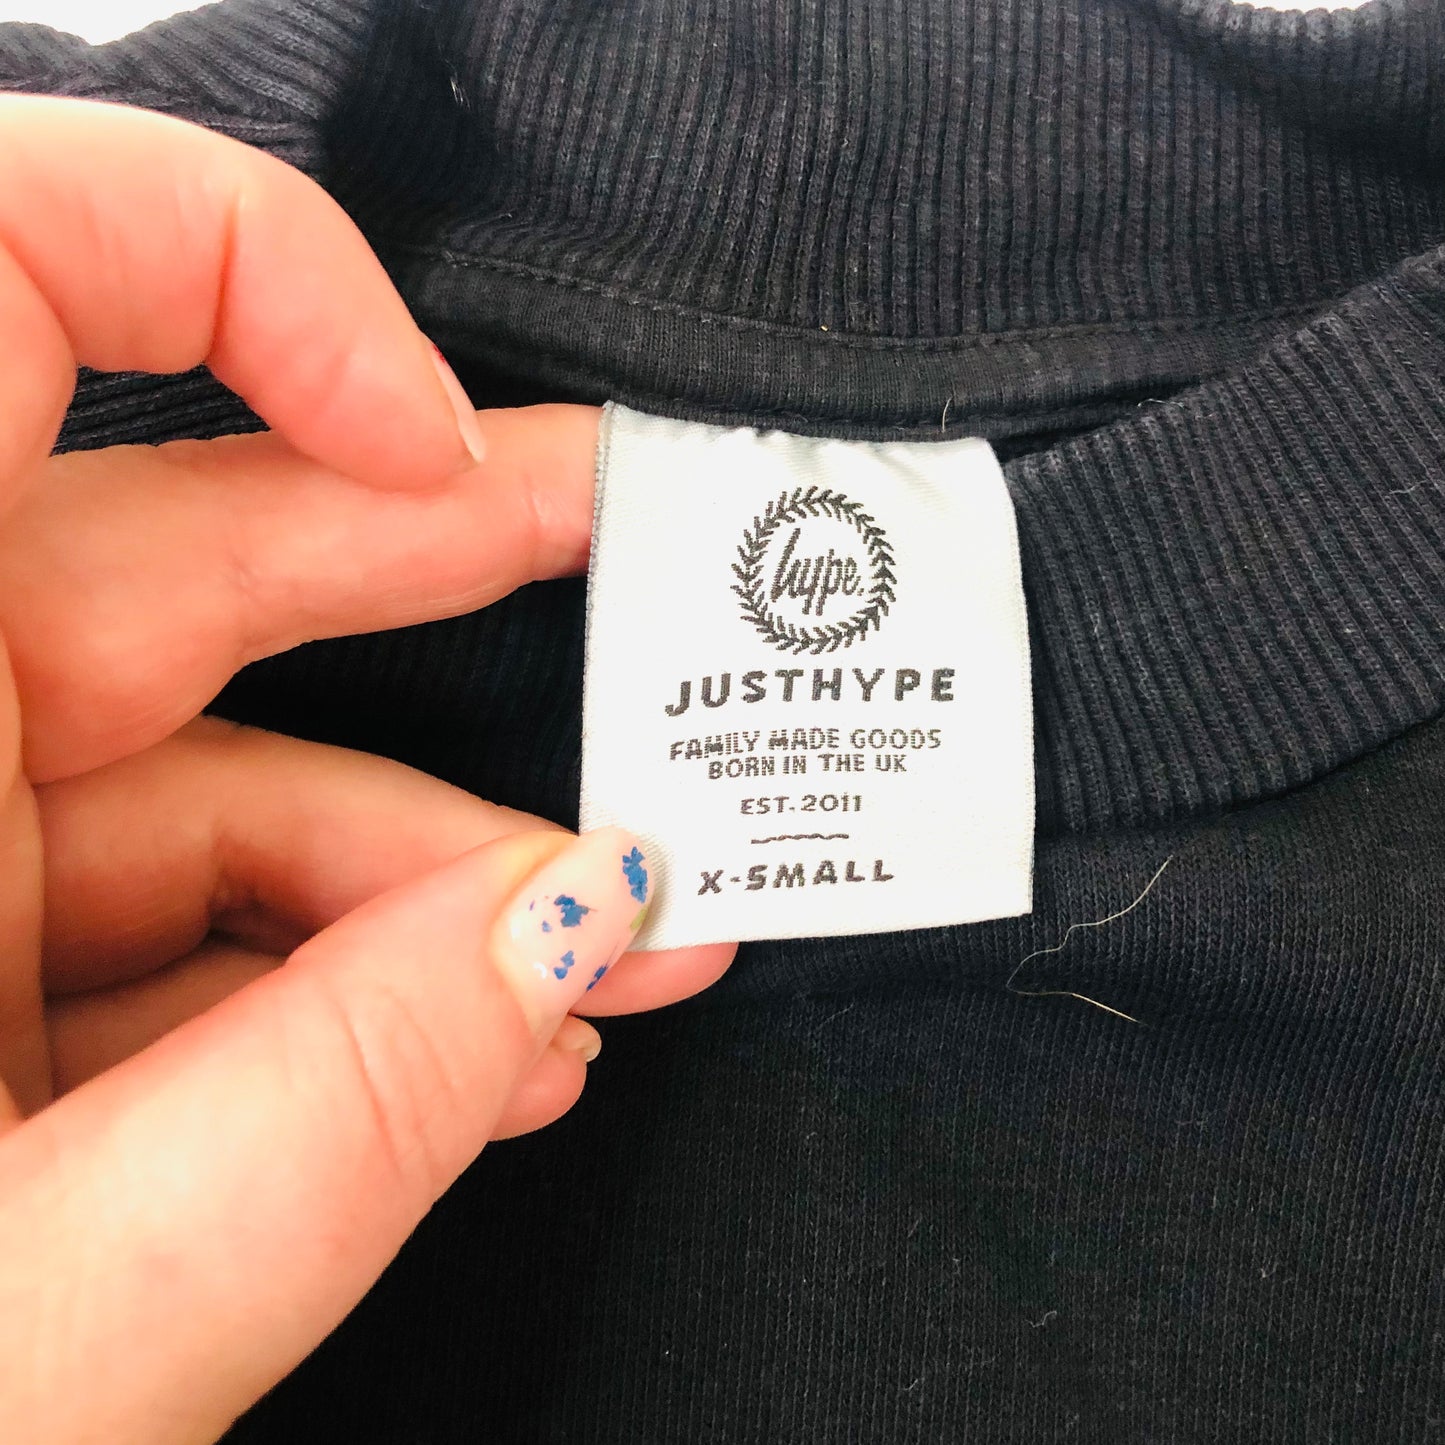 hype.
JUSTHYPE
FAMILY MADE GOODS
BORN IN THE UK
EST. 2011
X-SMALL